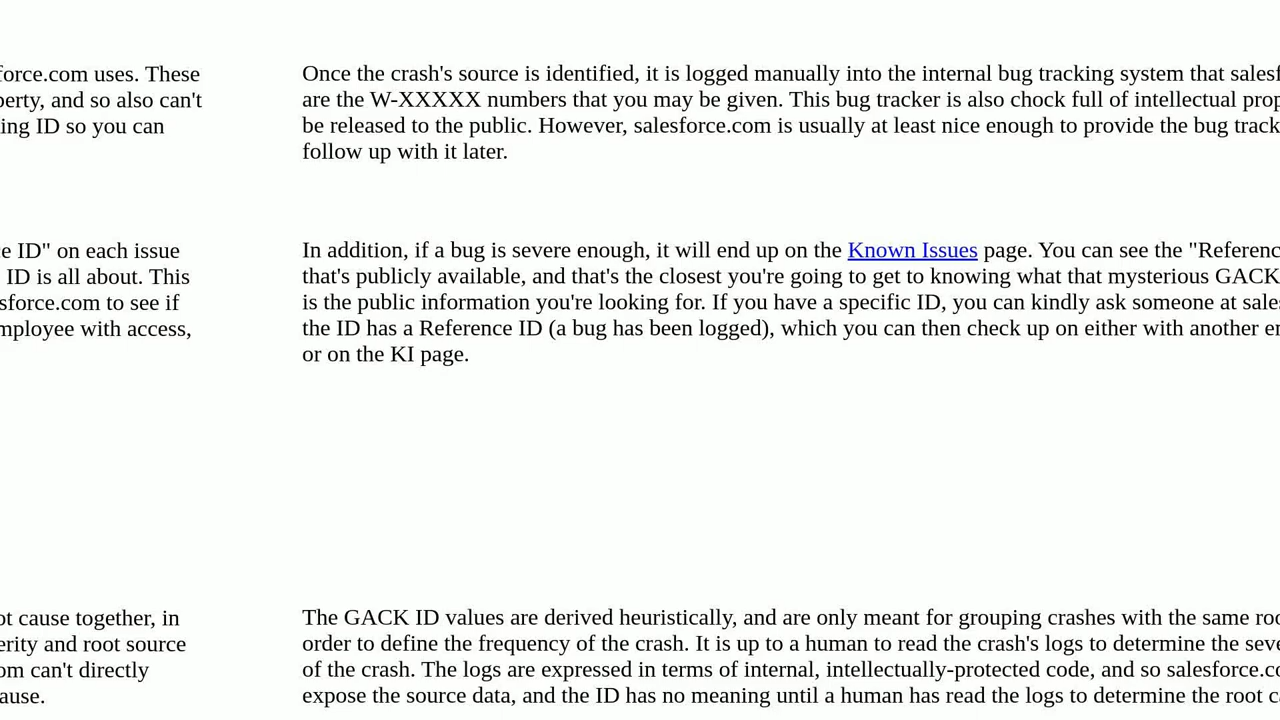 force.com uses. These
perty, and so also can't
ing ID so you can
Once the crash's source is identified, it is logged manually into the internal bug tracking system that salesf
are the W-XXXXX numbers that you may be given. This bug tracker is also chock full of intellectual prop
be released to the public. However, salesforce.com is usually at least nice enough to provide the bug track
follow up with it later.
e ID" on each issue
ID is all about. This
sforce.com to see if
mployee with access,
In addition, if a bug is severe enough, it will end up on the Known Issues page. You can see the "Referenc
that's publicly available, and that's the closest you're going to get to knowing what that mysterious GACK
is the public information you're looking for. If you have a specific ID, you can kindly ask someone at sales
the ID has a Reference ID (a bug has been logged), which you can then check up on either with another en
or on the KI page.
ot cause together, in
erity and root source
om can't directly
ause.
The GACK ID values are derived heuristically, and are only meant for grouping crashes with the same roo
order to define the frequency of the crash. It is up to a human to read the crash's logs to determine the seve
of the crash. The logs are expressed in terms of internal, intellectually-protected code, and so salesforce.co
expose the source data, and the ID has no meaning until a human has read the logs to determine the root ca